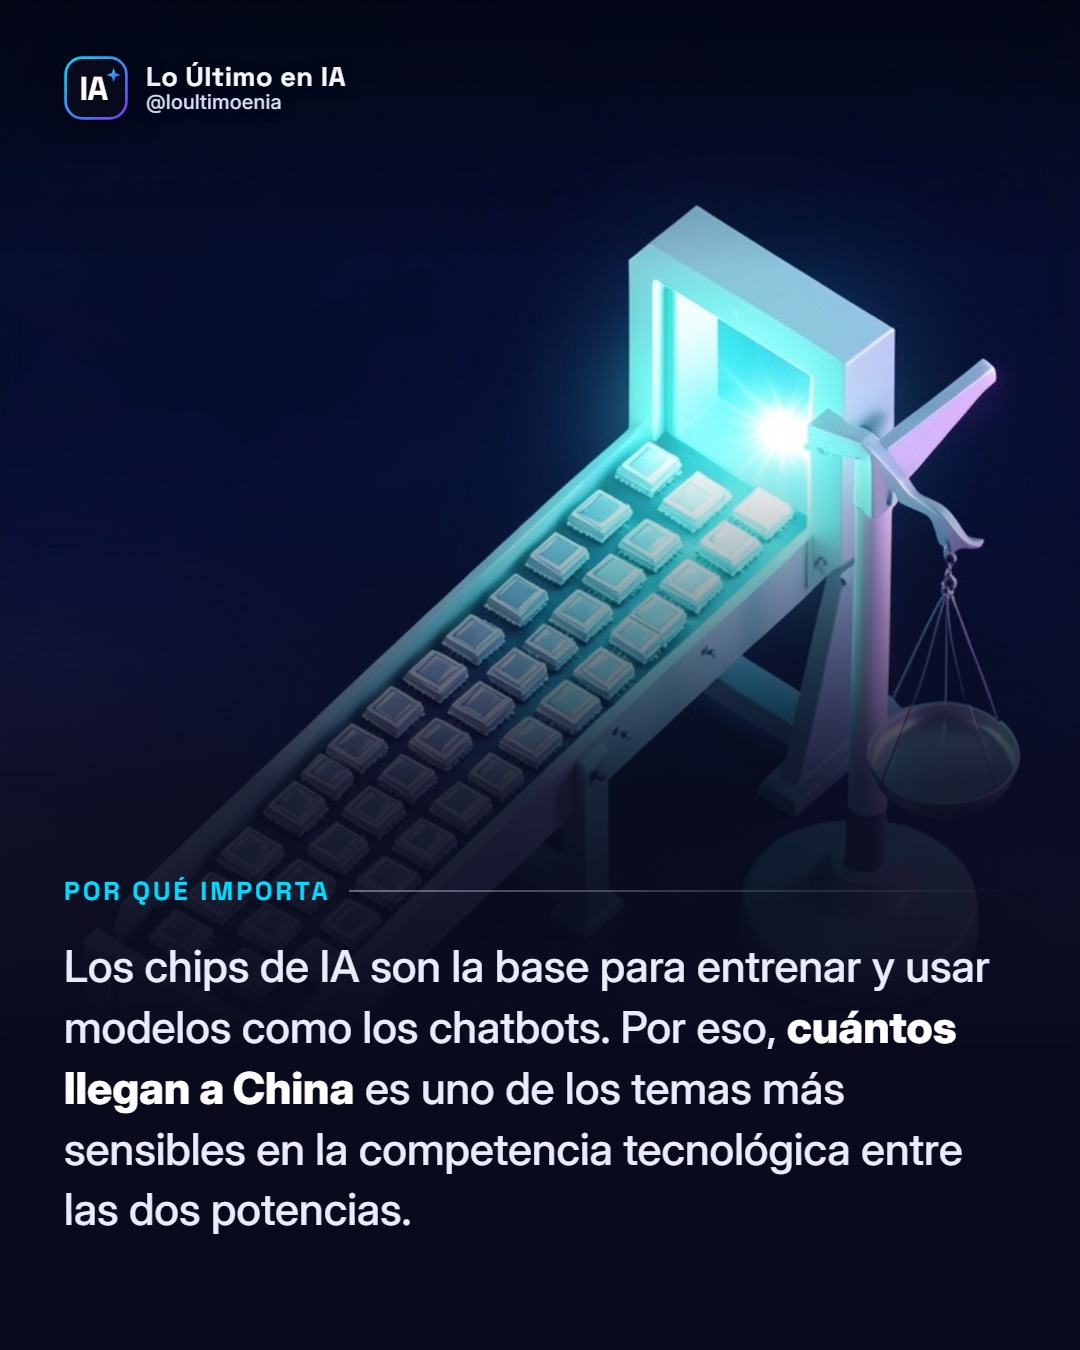 IA
Lo Último en IA
@loultimoenia
POR QUÉ IMPORTA
Los chips de IA son la base para entrenar y usar
modelos como los chatbots. Por eso, cuántos
llegan a China es uno de los temas más
sensibles en la competencia tecnológica entre
las dos potencias.